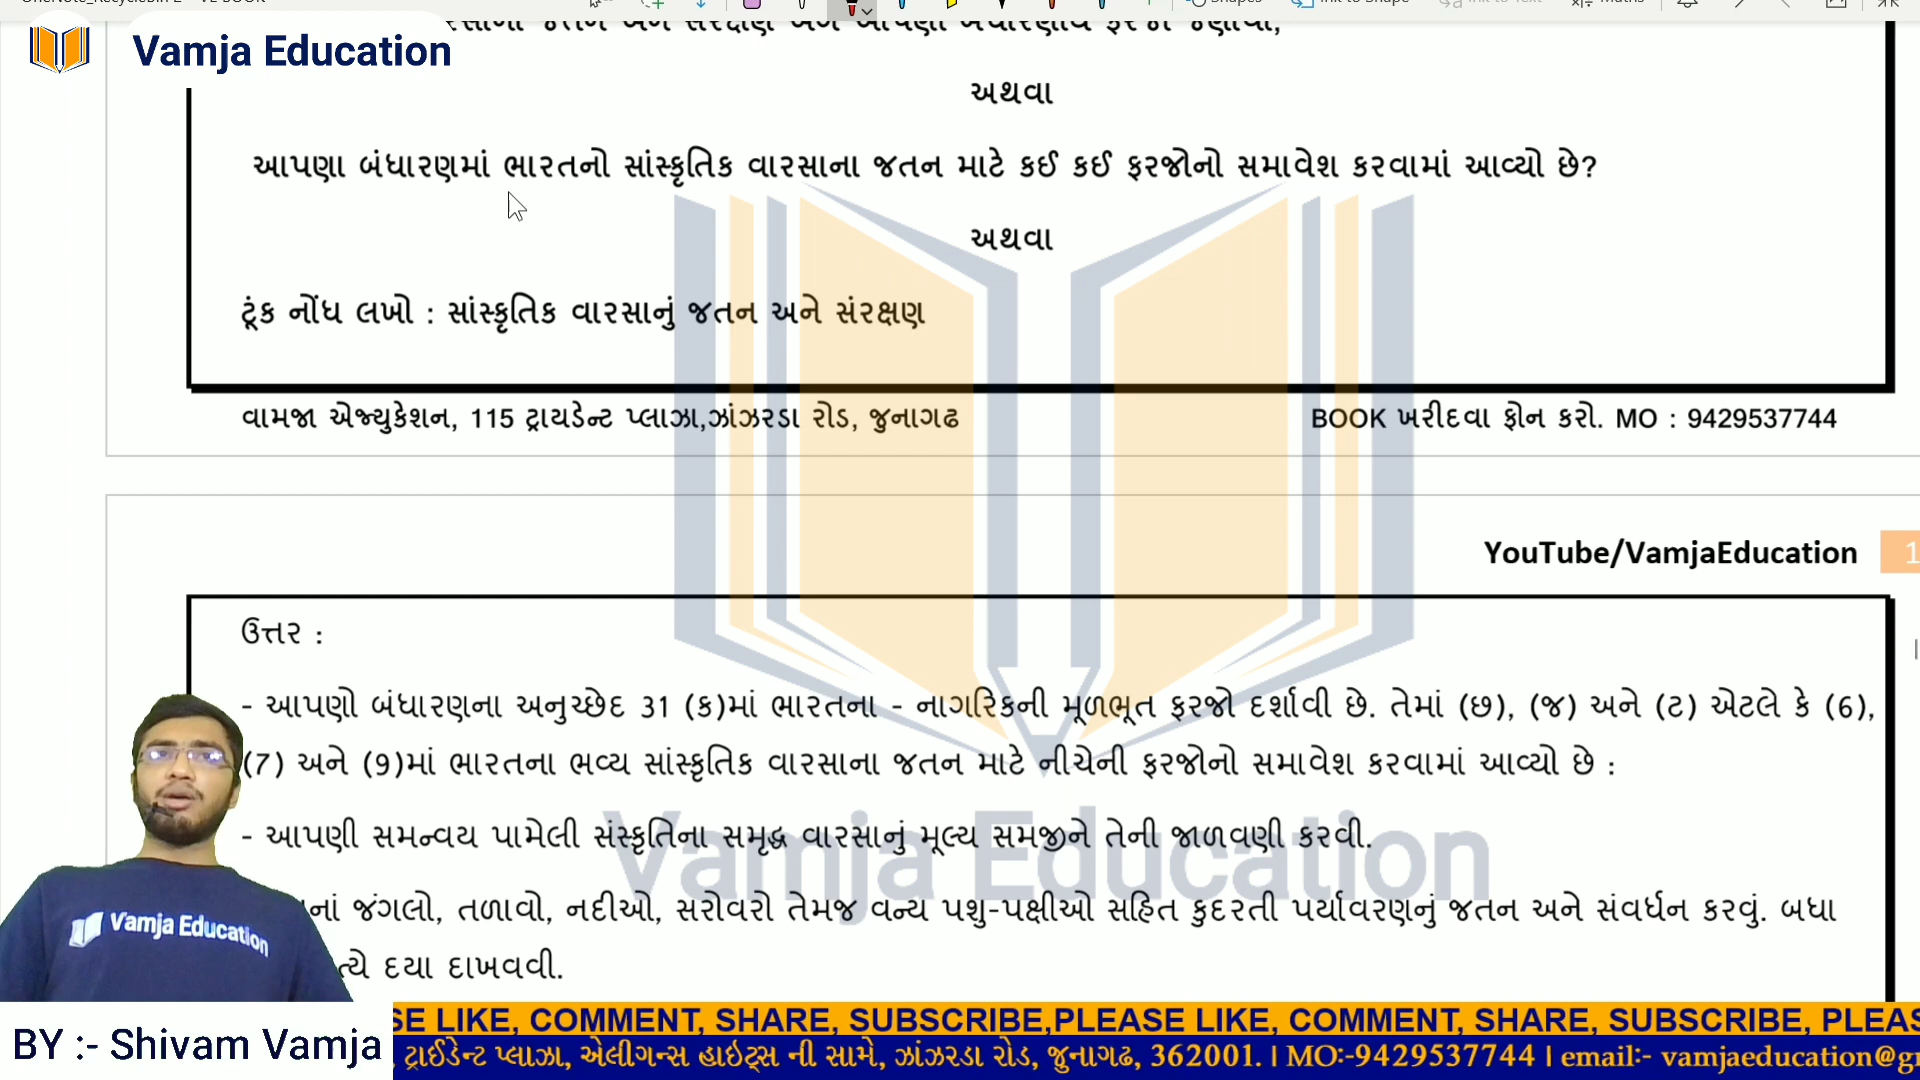 Vamja Education
અથવા
આપણા બંધારણમાં ભારતનો સાંસ્કૃતિક વારસાના જતન માટે કઈ કઈ ફરજોનો સમાવેશ કરવામાં આવ્યો છે?
અથવા
ટૂંક નોંધ લખો : સાંસ્કૃતિક વારસાનું જતન અને સંરક્ષણ
વામજા એજ્યુકેશન, 115 ટ્રાયડેન્ટ પ્લાઝા,ઝાંઝરડા રોડ, જુનાગઢ BOOK ખરીદવા ફોન કરો. MO : 9429537744
YouTube/VamjaEducation 1
ઉત્તર :
- આપણો બંધારણના અનુચ્છેદ 31 (ક)માં ભારતના - નાગરિકની મૂળભૂત ફરજો દર્શાવી છે. તેમાં (છ), (જ) અને (ટ) એટલે કે (6),
(7) અને (9)માં ભારતના ભવ્ય સાંસ્કૃતિક વારસાના જતન માટે નીચેની ફરજોનો સમાવેશ કરવામાં આવ્યો છે :
- આપણી સમન્વય પામેલી સંસ્કૃતિના સમૃદ્ધ વારસાનું મૂલ્ય સમજીને તેની જાળવણી કરવી.
નાં જંગલો, તળાવો, નદીઓ, સરોવરો તેમજ વન્ય પશુ-પક્ષીઓ સહિત કુદરતી પર્યાવરણનું જતન અને સંવર્ધન કરવું. બધા
ત્યે દયા દાખવવી.
Vamja Education
Vamja Education
BY :- Shivam Vamja
SE LIKE, COMMENT, SHARE, SUBSCRIBE,PLEASE LIKE, COMMENT, SHARE, SUBSCRIBE, PLEAS
ટ્રાઈડેન્ટ પ્લાઝા, એલીગન્સ હાઇટ્સ ની સામે, ઝાંઝરડા રોડ, જુનાગઢ, 362001. | MO:-9429537744 | email:- vamjaeducation@g